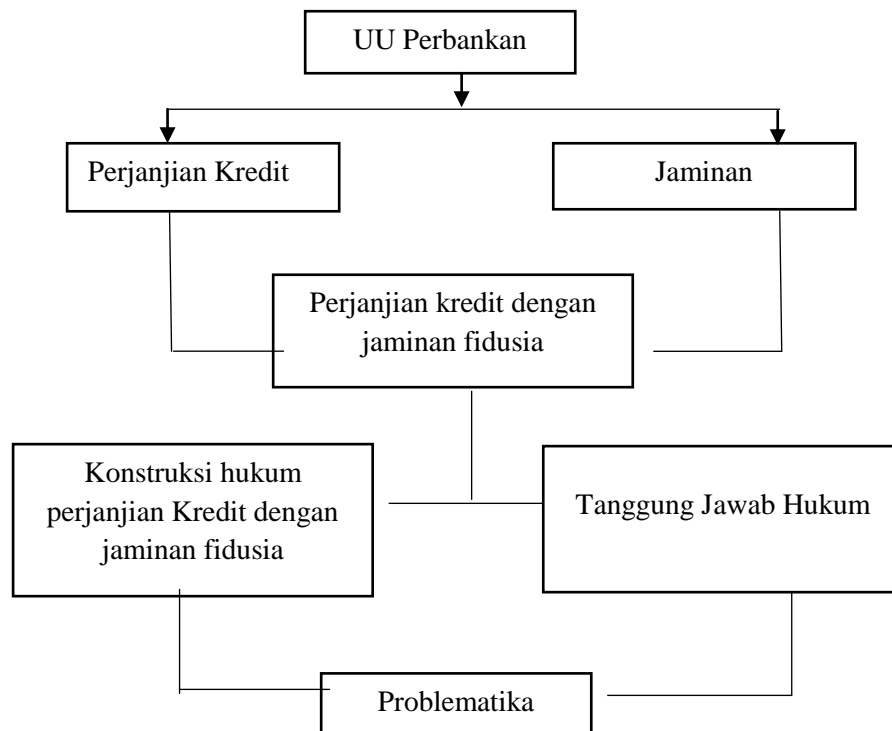 UU Perbankan
Perjanjian Kredit
Jaminan
Perjanjian kredit dengan
jaminan fidusia
Konstruksi hukum
perjanjian Kredit dengan
jaminan fidusia
Tanggung Jawab Hukum
Problematika